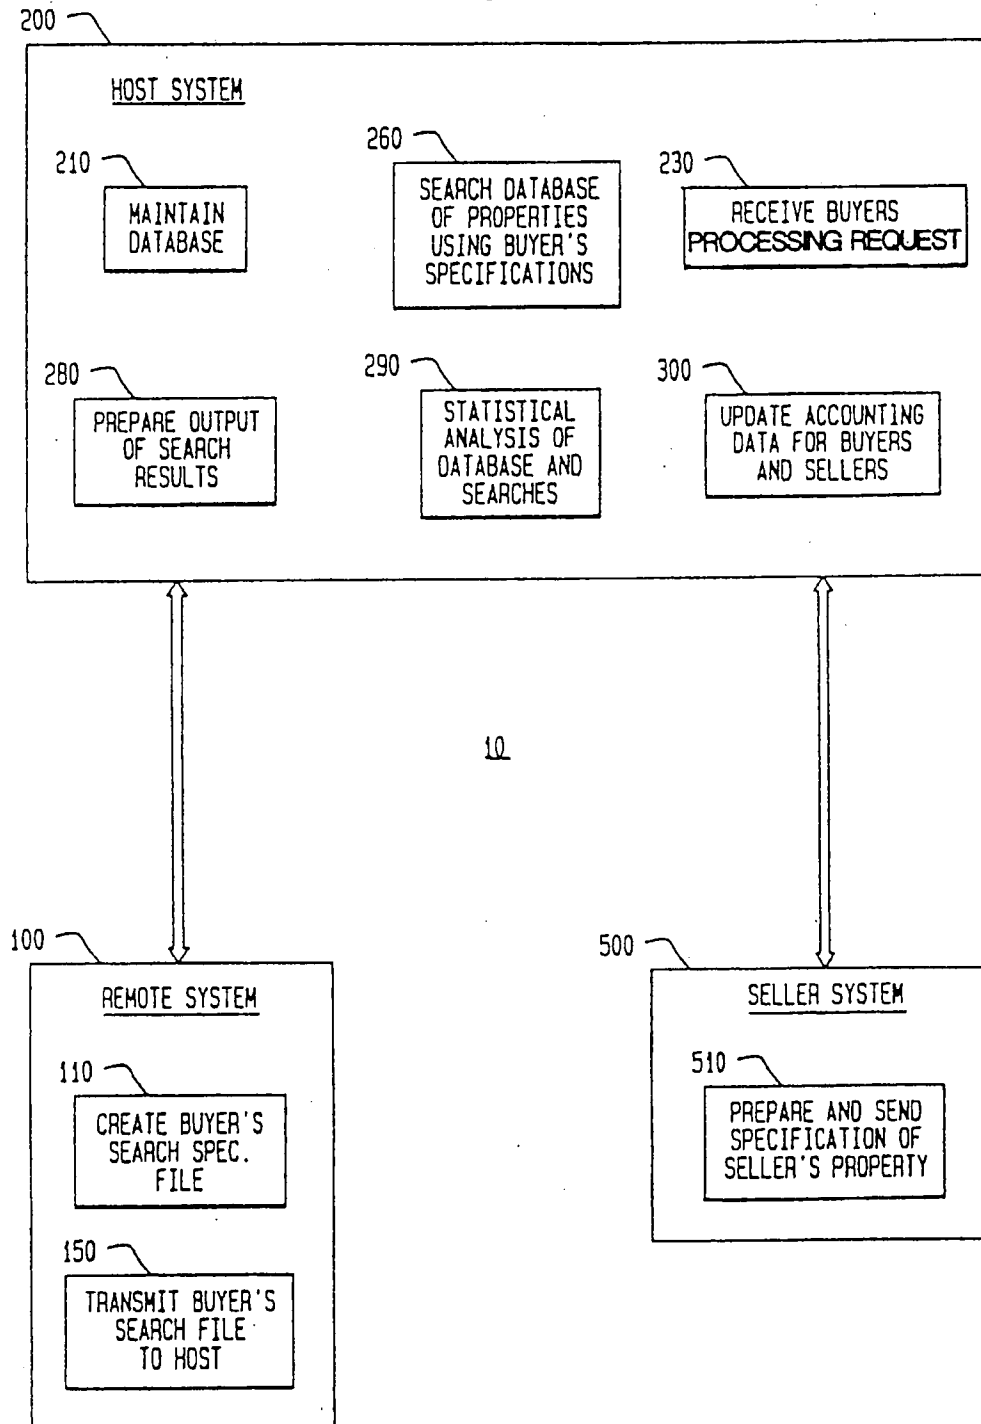 200
HOST SYSTEM
210
MAINTAIN
DATABASE
260
SEARCH DATABASE
OF PROPERTIES
USING BUYER'S
SPECIFICATIONS
230
RECEIVE BUYERS
PROCESSING REQUEST
280
PREPARE OUTPUT
OF SEARCH
RESULTS
290
STATISTICAL
ANALYSIS OF
DATABASE AND
SEARCHES
300
UPDATE ACCOUNTING
DATA FOR BUYERS
AND SELLERS
10
100
REMOTE SYSTEM
110
CREATE BUYER'S
SEARCH SPEC.
FILE
150
TRANSMIT BUYER'S
SEARCH FILE
TO HOST
500
SELLER SYSTEM
510
PREPARE AND SEND
SPECIFICATION OF
SELLER'S PROPERTY